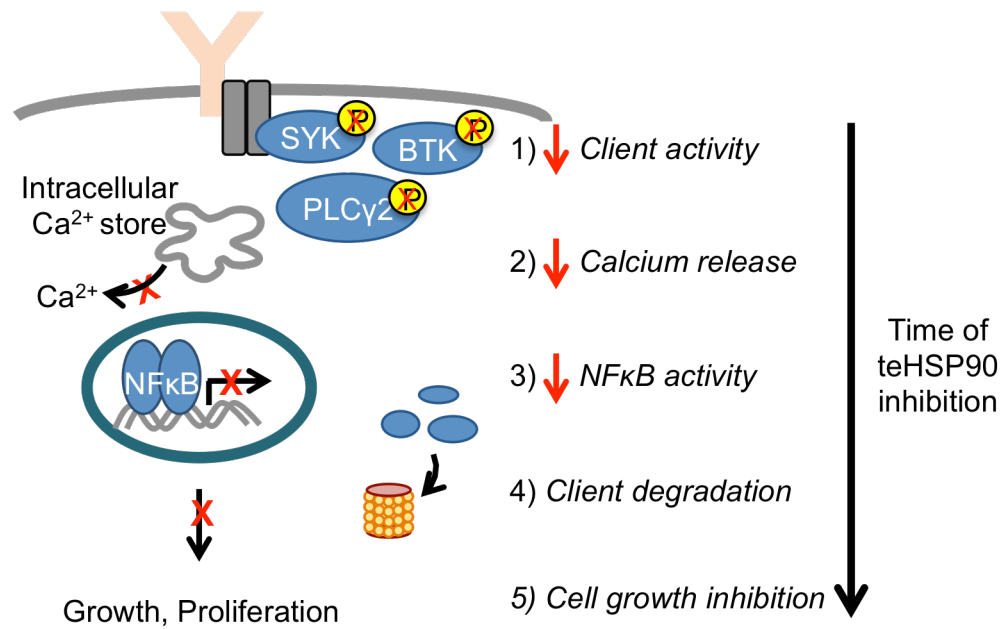 SYK P
BTK P
PLCγ2 P
1) Client activity
Intracellular
Ca2+ store
2) Calcium release
Ca2+
NFκB
3) NFκB activity
Time of
teHSP90
inhibition
4) Client degradation
Growth, Proliferation
5) Cell growth inhibition